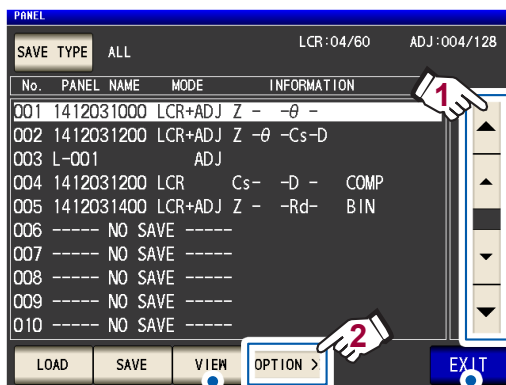 PANEL
SAVE TYPE ALL LCR:04/60 ADJ:004/128
No. PANEL NAME MODE INFORMATION
001 1412031000 LCR+ADJ Z - -θ -
002 1412031200 LCR+ADJ Z -θ -Cs-D
003 L-001 ADJ
004 1412031200 LCR Cs- -D - COMP
005 1412031400 LCR+ADJ Z - -Rd- BIN
006 ----- NO SAVE -----
007 ----- NO SAVE -----
008 ----- NO SAVE -----
009 ----- NO SAVE -----
010 ----- NO SAVE -----
1
2
LOAD SAVE VIEW OPTION > EXIT